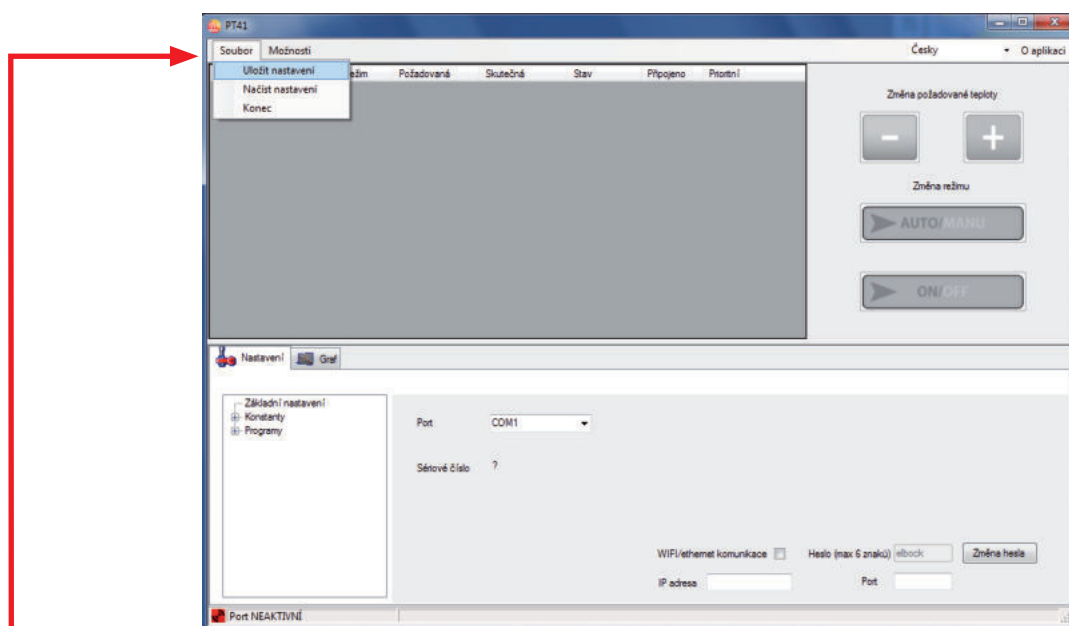 PT41
Soubor Možnosti Česky O aplikaci
Uložit nastavení
Načíst nastavení
Konec
ežim Požadovaná Skutečná Stav Připojeno Prioritní
Změna požadované teploty
- +
Změna režimu
AUTO/MANU
ON/OFF
Nastavení Graf
Základní nastavení
Konstanty
Programy
Port COM1
Sériové číslo ?
WIFI/ethernet komunikace Heslo (max 6 znaků) elbock Změna hesla
IP adresa Port
Port NEAKTIVNÍ